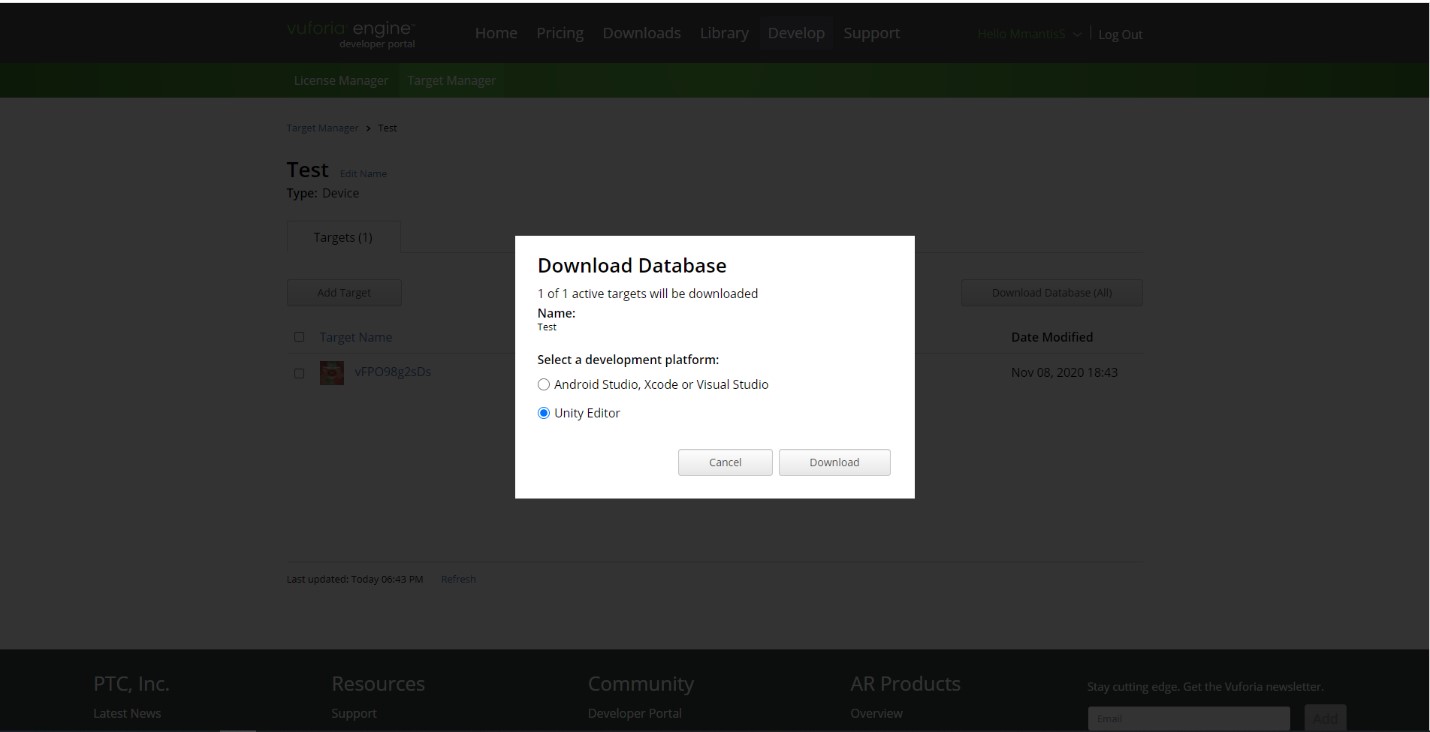 vuforia engine™
developer portal
Home Pricing Downloads Library Develop Support
Hello MmantisS | Log Out
License Manager Target Manager
Target Manager > Test
Test Edit Name
Type: Device
Targets (1)
Add Target
Download Database (All)
Target Name
Date Modified
vFPO98g2sDs
Nov 08, 2020 18:43
Download Database
1 of 1 active targets will be downloaded
Name:
Test
Select a development platform:
Android Studio, Xcode or Visual Studio
Unity Editor
Cancel Download
Last updated: Today 06:43 PM Refresh
PTC, Inc. Resources Community AR Products
Stay cutting edge. Get the Vuforia newsletter.
Latest News Support Developer Portal Overview
Email Add